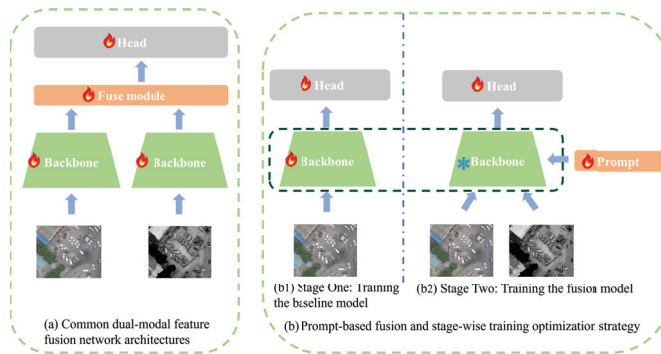 Head
Fuse module
Backbone
Backbone
(a) Common dual-modal feature
fusion network architectures
Head
Head
Backbone
Backbone
Prompt
(b1) Stage One: Training
the baseline model
(b2) Stage Two: Training the fusion model
(b) Prompt-based fusion and stage-wise training optimization strategy